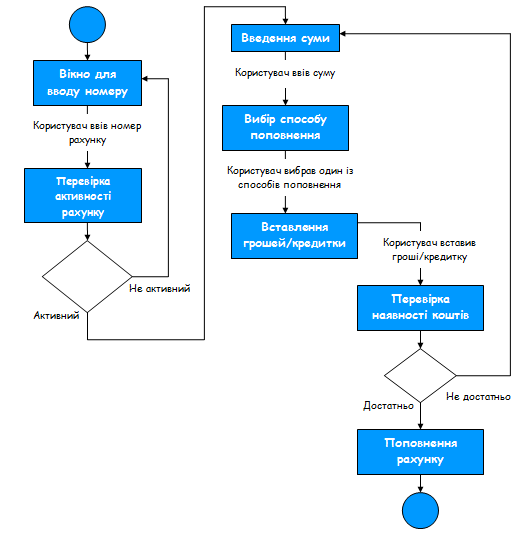 Вікно для
вводу номеру
Користувач ввів номер
рахунку
Перевірка
активності
рахунку
Не активний
Активний
Введення суми
Користувач ввів суму
Вибір способу
поповнення
Користувач вибрав один із
способів поповнення
Вставлення
грошей/кредитки
Користувач вставив
гроші/кредитку
Перевірка
наявності коштів
Не достатньо
Достатньо
Поповнення
рахунку